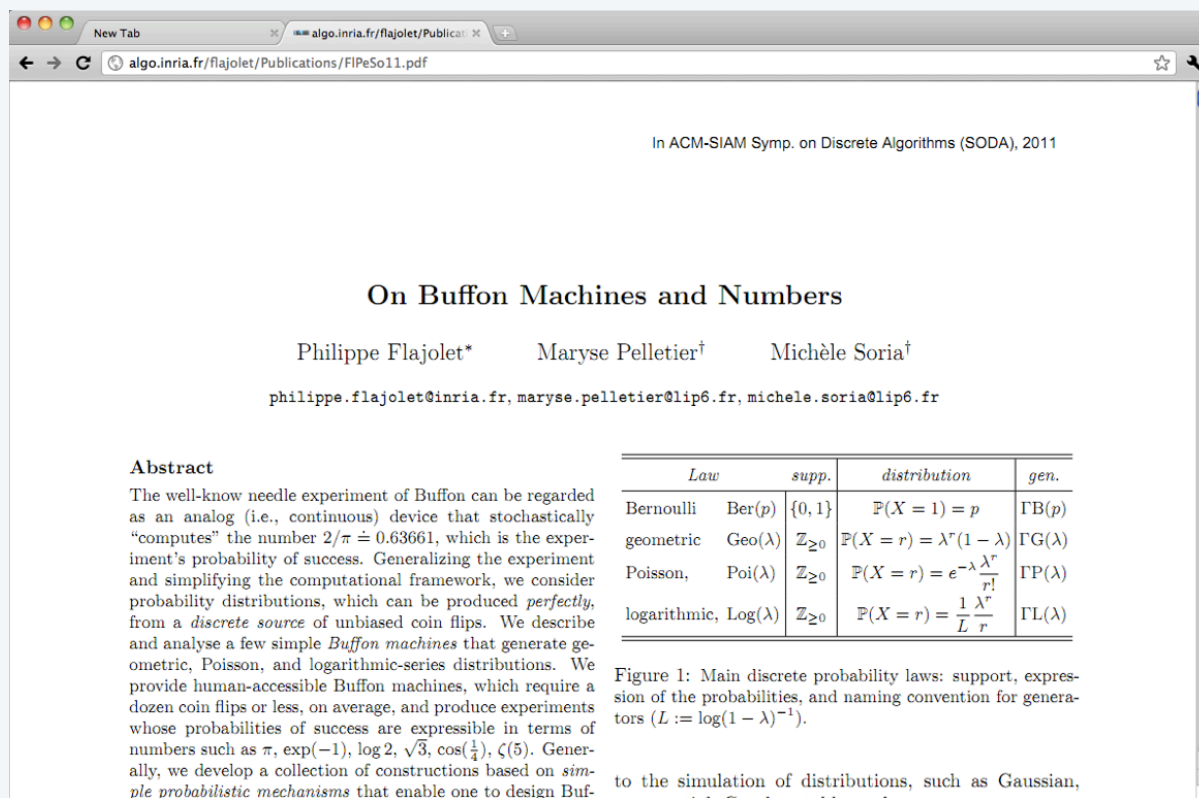 New Tab
algo.inria.fr/flajolet/Publicati
algo.inria.fr/flajolet/Publications/FlPeSo11.pdf
In ACM-SIAM Symp. on Discrete Algorithms (SODA), 2011
On Buffon Machines and Numbers
Philippe Flajolet* Maryse Pelletier† Michèle Soria†
philippe.flajolet@inria.fr, maryse.pelletier@lip6.fr, michele.soria@lip6.fr
Abstract
The well-know needle experiment of Buffon can be regarded
as an analog (i.e., continuous) device that stochastically
“computes” the number 2/π ≐ 0.63661, which is the exper-
iment's probability of success. Generalizing the experiment
and simplifying the computational framework, we consider
probability distributions, which can be produced perfectly,
from a discrete source of unbiased coin flips. We describe
and analyse a few simple Buffon machines that generate ge-
ometric, Poisson, and logarithmic-series distributions. We
provide human-accessible Buffon machines, which require a
dozen coin flips or less, on average, and produce experiments
whose probabilities of success are expressible in terms of
numbers such as π, exp(−1), log 2, √3, cos(1/4), ζ(5). Gener-
ally, we develop a collection of constructions based on sim-
ple probabilistic mechanisms that enable one to design Buf-
Law supp. distribution gen.
Bernoulli Ber(p) {0, 1} ℙ(X = 1) = p ΓB(p)
geometric Geo(λ) ℤ≥0 ℙ(X = r) = λ^r(1 − λ) ΓG(λ)
Poisson, Poi(λ) ℤ≥0 ℙ(X = r) = e^−λ λ^r/r! ΓP(λ)
logarithmic, Log(λ) ℤ≥0 ℙ(X = r) = 1/L λ^r/r ΓL(λ)
Figure 1: Main discrete probability laws: support, expres-
sion of the probabilities, and naming convention for genera-
tors (L := log(1 − λ)^−1).
to the simulation of distributions, such as Gaussian,